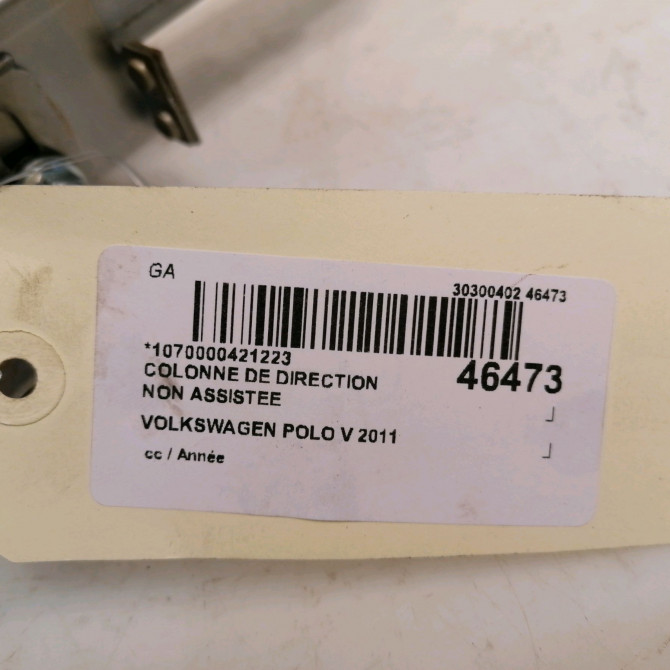 GA
30300402 46473
*1070000421223
46473
COLONNE DE DIRECTION
NON ASSISTEE
VOLKSWAGEN POLO V 2011
cc / Année